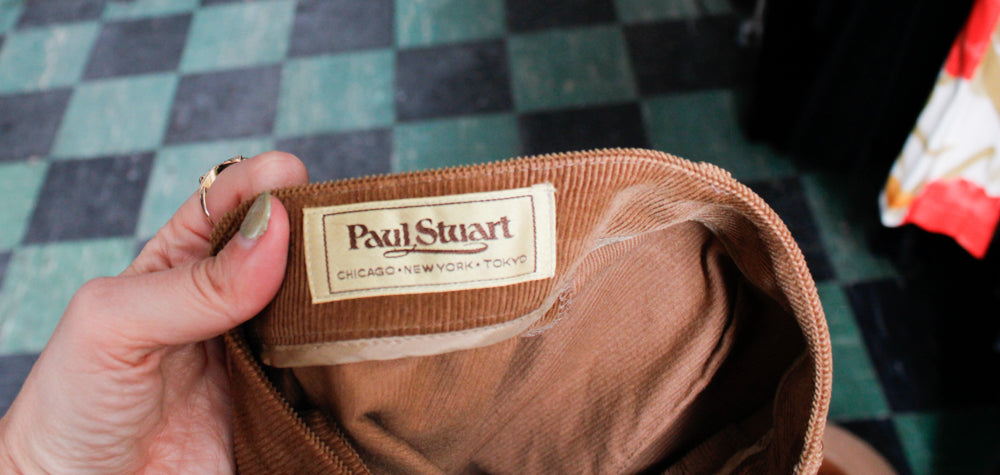 Paul Stuart
CHICAGO • NEW YORK • TOKYO